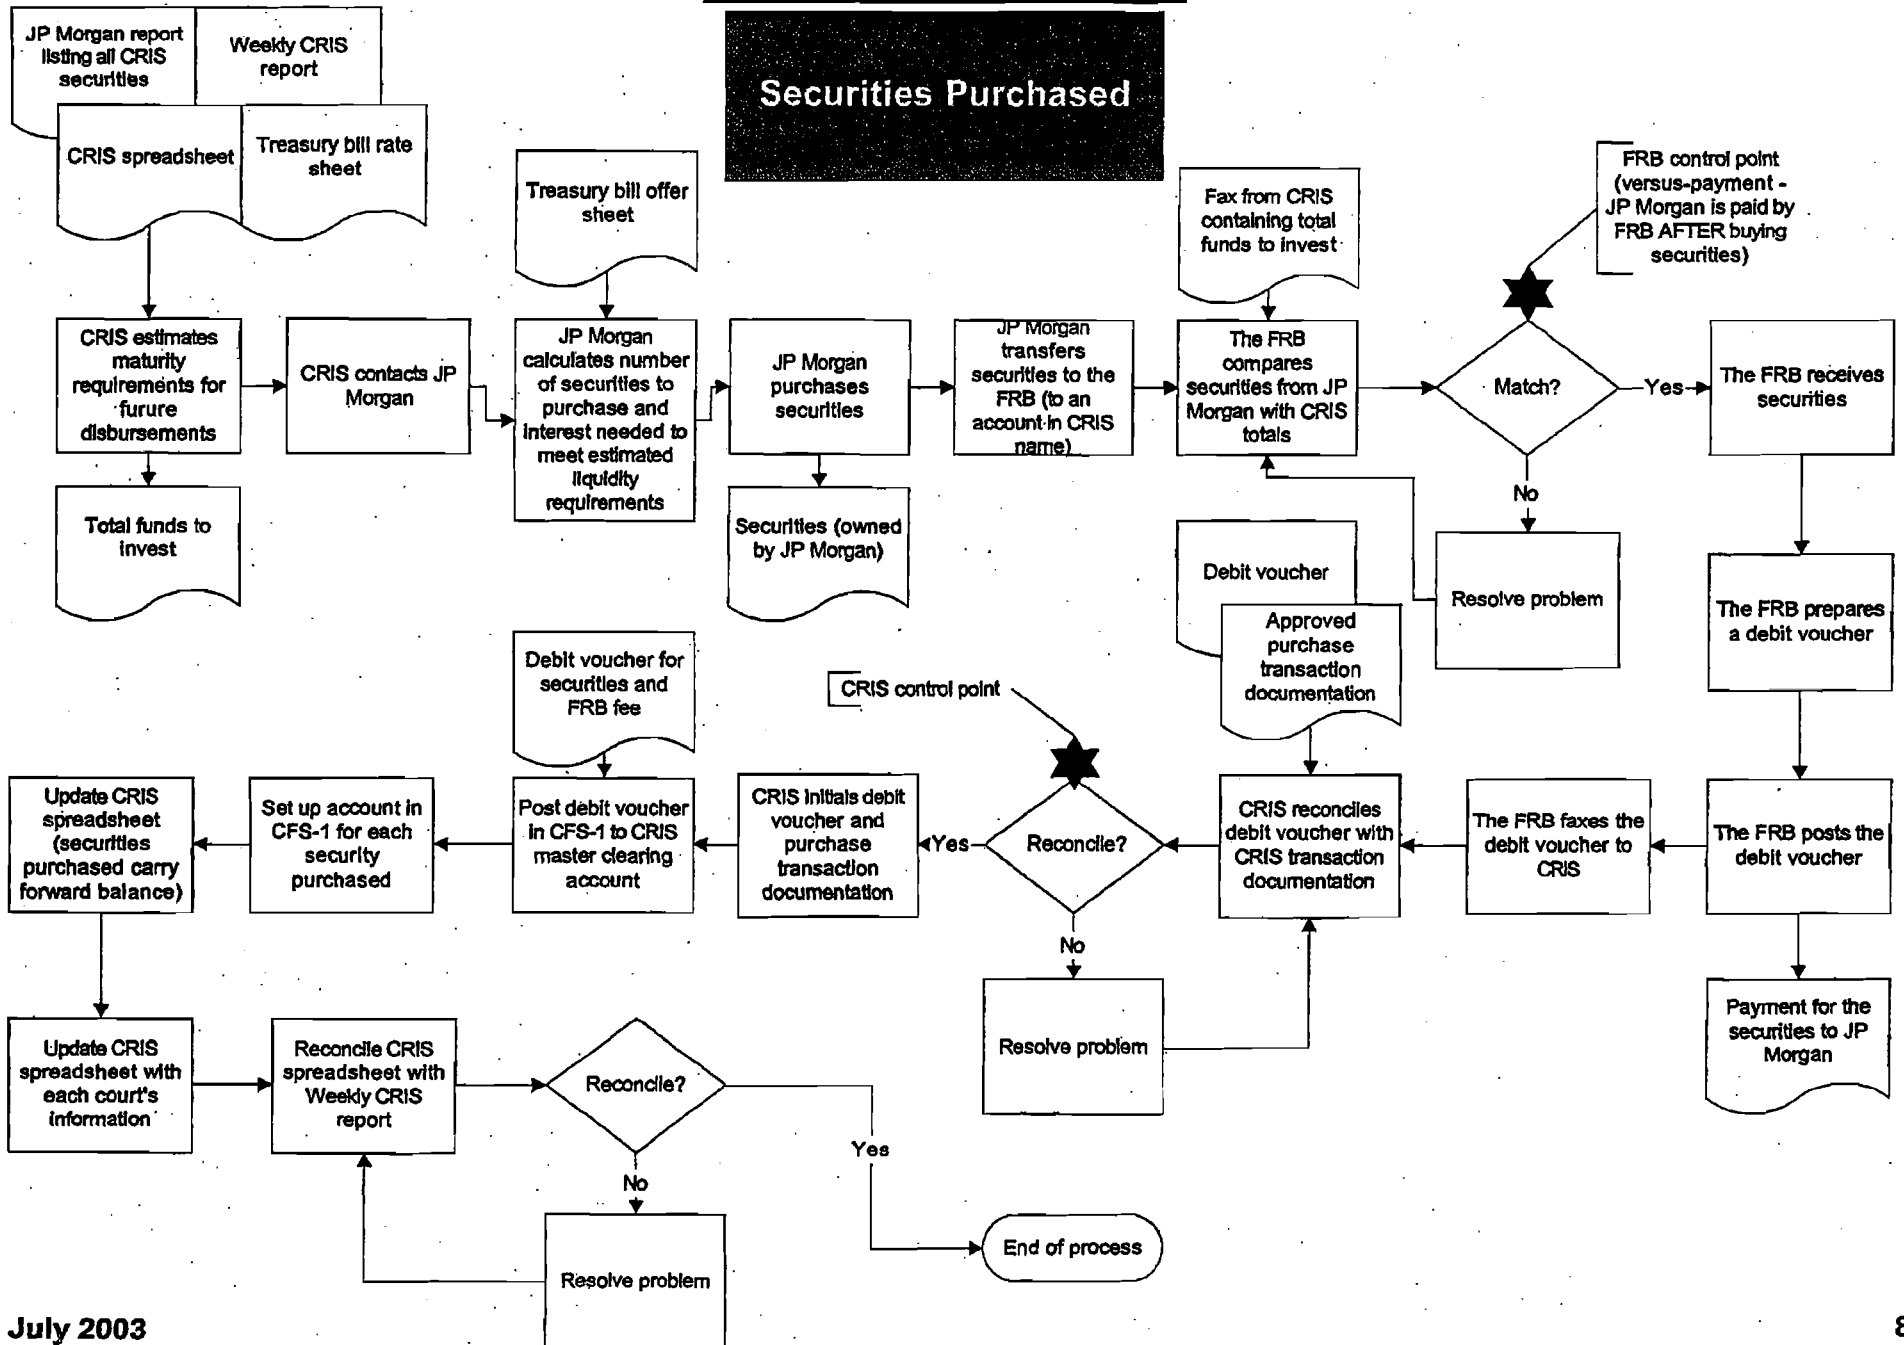 JP Morgan report
listing all CRIS
securities
Weekly CRIS
report
CRIS spreadsheet
Treasury bill rate
sheet
Securities Purchased
Treasury bill offer
sheet
Fax from CRIS
containing total
funds to invest
FRB control point
(versus-payment -
JP Morgan is paid by
FRB AFTER buying
securities)
CRIS estimates
maturity
requirements for
furure
disbursements
CRIS contacts JP
Morgan
JP Morgan
calculates number
of securities to
purchase and
interest needed to
meet estimated
liquidity
requirements
JP Morgan
purchases
securities
JP Morgan
transfers
securities to the
FRB (to an
account in CRIS
name)
The FRB
compares
securities from JP
Morgan with CRIS
totals
Match?
Yes
The FRB receives
securities
No
Total funds to
invest
Securities (owned
by JP Morgan)
Debit voucher
Approved
purchase
transaction
documentation
Resolve problem
The FRB prepares
a debit voucher
Debit voucher for
securities and
FRB fee
CRIS control point
Update CRIS
spreadsheet
(securities
purchased carry
forward balance)
Set up account in
CFS-1 for each
security
purchased
Post debit voucher
in CFS-1 to CRIS
master clearing
account
CRIS initials debit
voucher and
purchase
transaction
documentation
Yes
Reconcile?
CRIS reconciles
debit voucher with
CRIS transaction
documentation
The FRB faxes the
debit voucher to
CRIS
The FRB posts the
debit voucher
No
Resolve problem
Payment for the
securities to JP
Morgan
Update CRIS
spreadsheet with
each court's
information
Reconcile CRIS
spreadsheet with
Weekly CRIS
report
Reconcile?
Yes
No
Resolve problem
End of process
July 2003
8